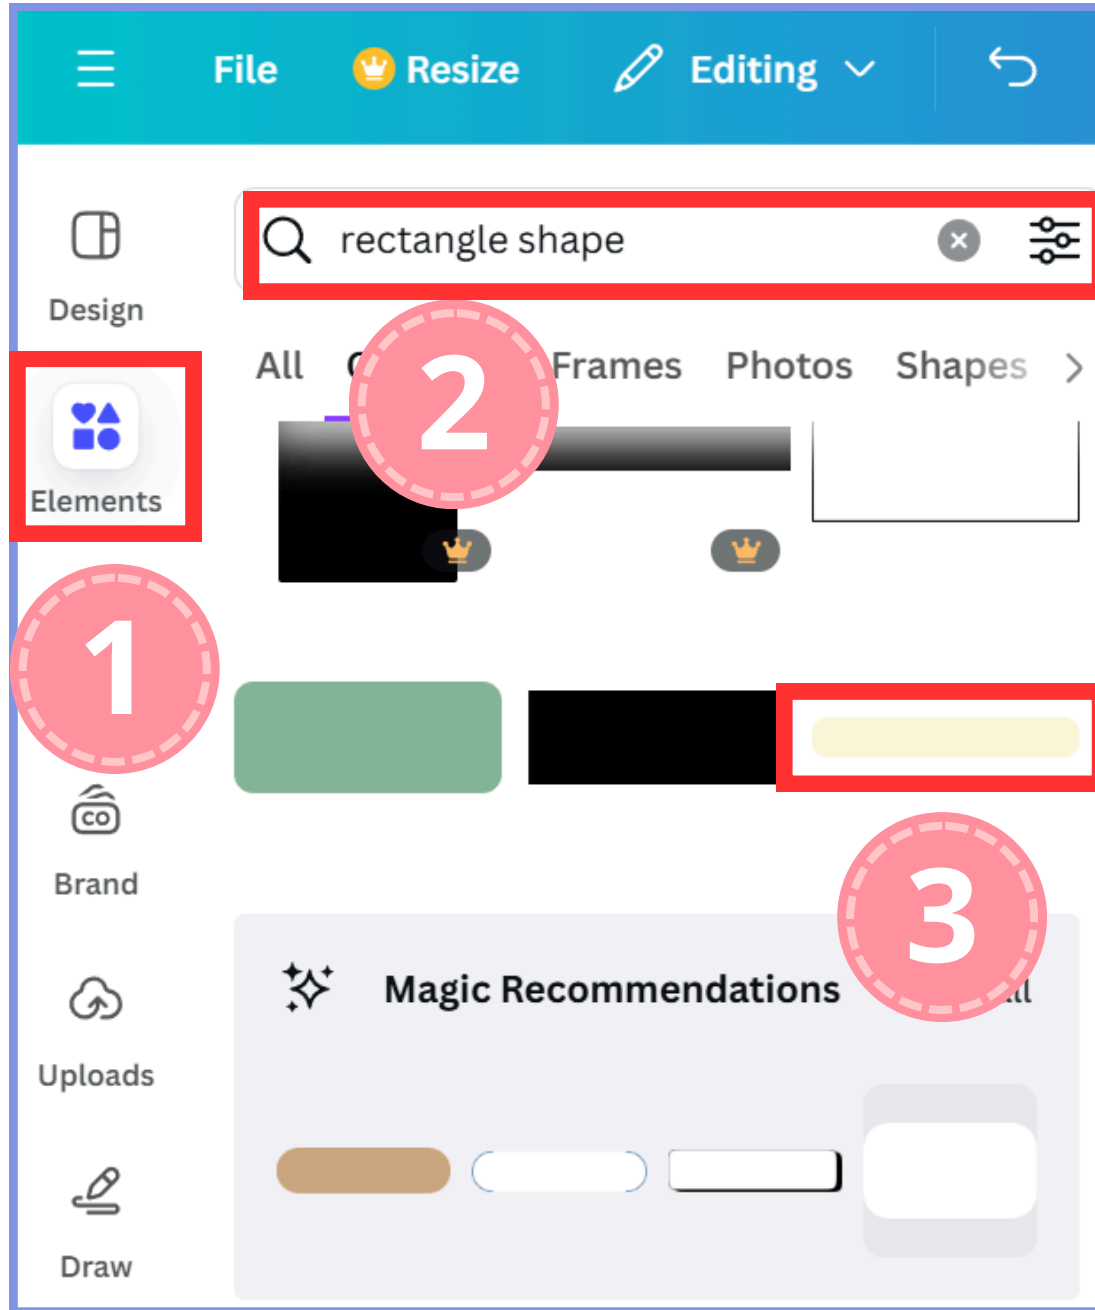 File Resize Editing
rectangle shape
Design
All Frames Photos Shapes
2
Elements
1
CO
Brand
3
Magic Recommendations
Uploads
Draw